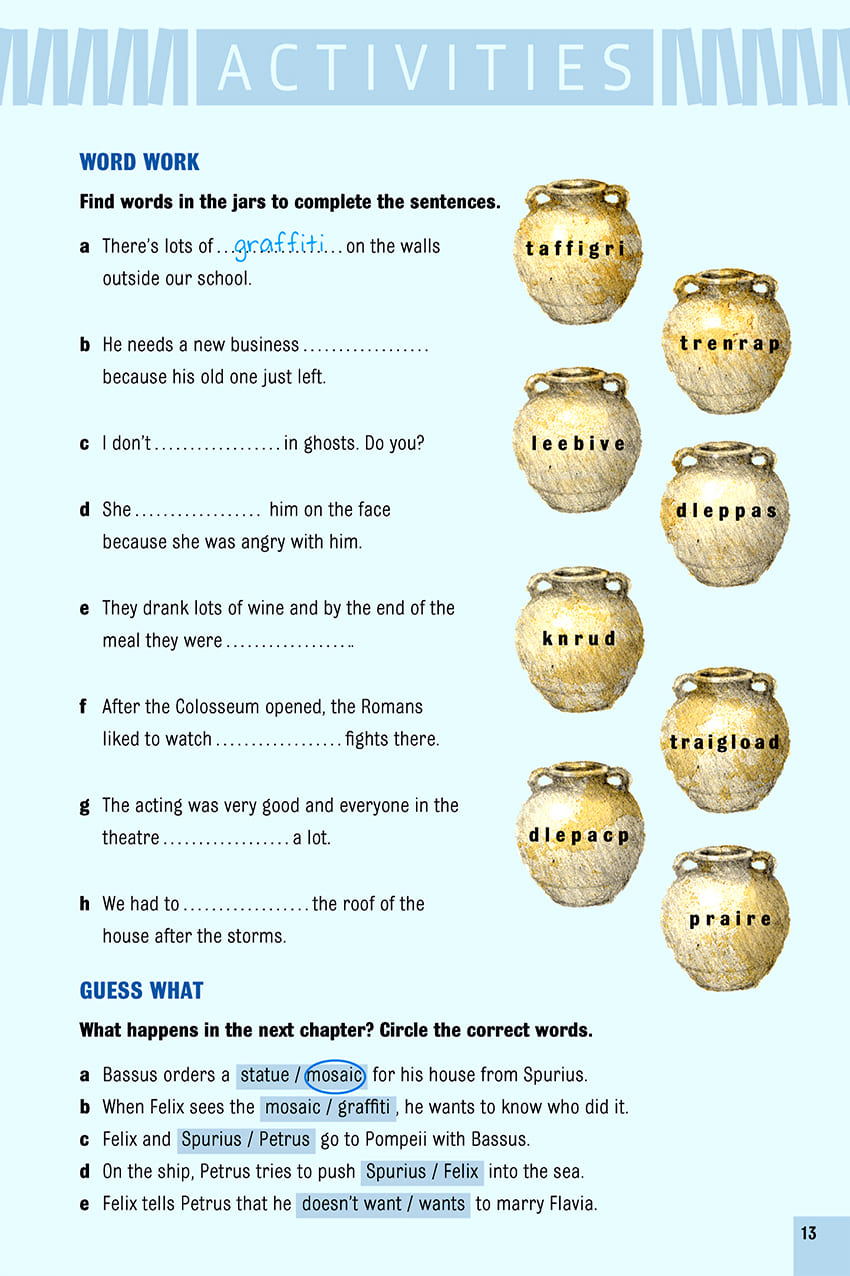 ACTIVITIES
WORD WORK
Find words in the jars to complete the sentences.
a There's lots of ...graffiti... on the walls
outside our school.
b He needs a new business ..................
because his old one just left.
c I don't .................. in ghosts. Do you?
d She .................. him on the face
because she was angry with him.
e They drank lots of wine and by the end of the
meal they were ...................
f After the Colosseum opened, the Romans
liked to watch .................. fights there.
g The acting was very good and everyone in the
theatre .................. a lot.
h We had to .................. the roof of the
house after the storms.
taffigri
trenrap
leebive
dleppas
knrud
traigload
dlepacp
praire
GUESS WHAT
What happens in the next chapter? Circle the correct words.
a Bassus orders a statue / mosaic for his house from Spurius.
b When Felix sees the mosaic / graffiti , he wants to know who did it.
c Felix and Spurius / Petrus go to Pompeii with Bassus.
d On the ship, Petrus tries to push Spurius / Felix into the sea.
e Felix tells Petrus that he doesn't want / wants to marry Flavia.
13